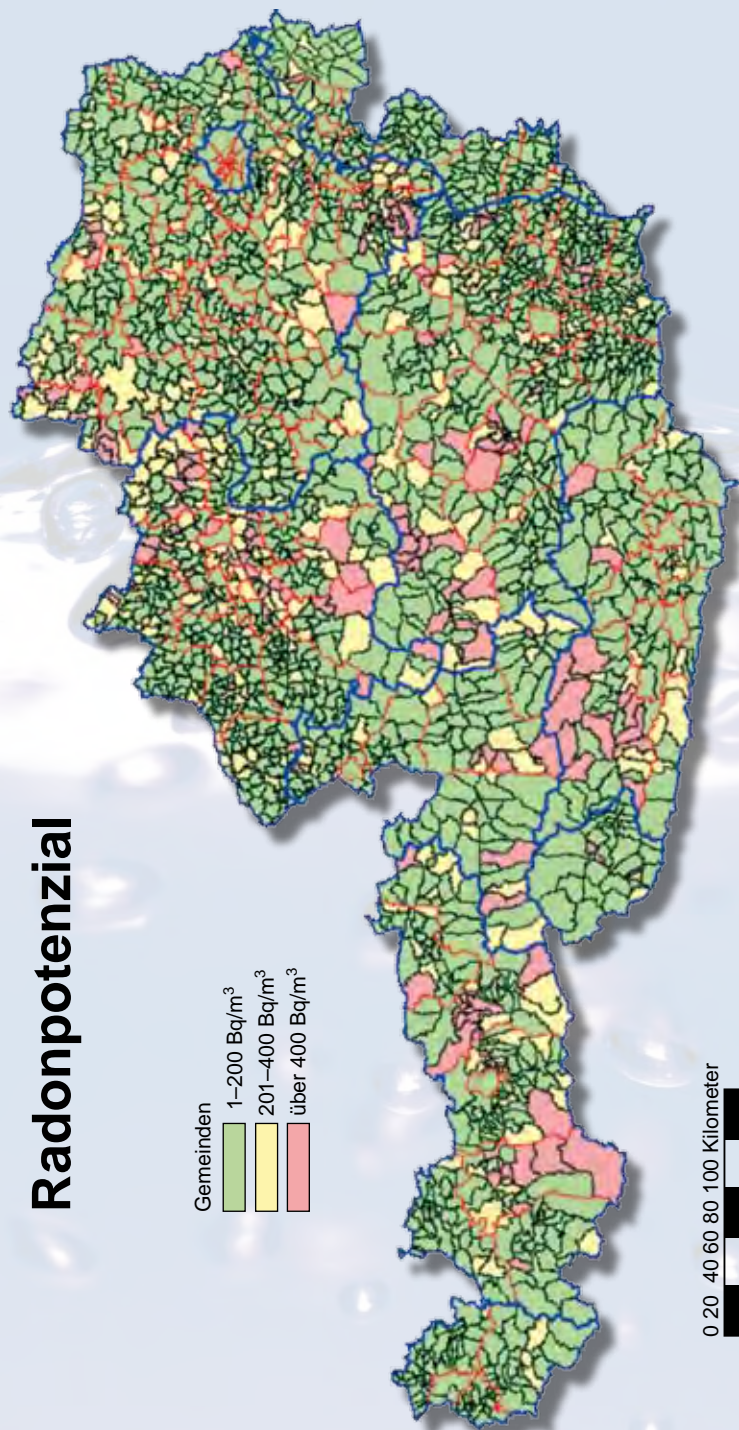 Radonpotenzial
Gemeinden
1–200 Bq/m³
201–400 Bq/m³
über 400 Bq/m³
0 20 40 60 80 100 Kilometer